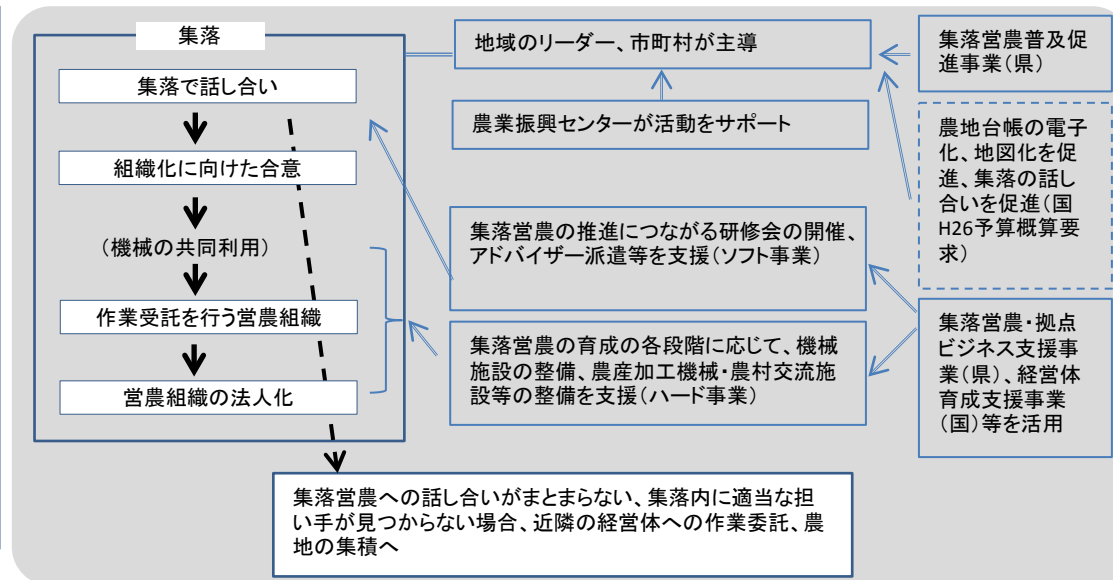 集落
集落で話し合い
組織化に向けた合意
(機械の共同利用)
作業受託を行う営農組織
営農組織の法人化
地域のリーダー、市町村が主導
農業振興センターが活動をサポート
集落営農の推進につながる研修会の開催、
アドバイザー派遣等を支援(ソフト事業)
集落営農の育成の各段階に応じて、機械
施設の整備、農産加工機械・農村交流施
設等の整備を支援(ハード事業)
集落営農普及促
進事業(県)
農地台帳の電子
化、地図化を促
進、集落の話し
合いを促進(国
H26予算概算要
求)
集落営農・拠点
ビジネス支援事
業(県)、経営体
育成支援事業
(国)等を活用
集落営農への話し合いがまとまらない、集落内に適当な担
い手が見つからない場合、近隣の経営体への作業委託、農
地の集積へ